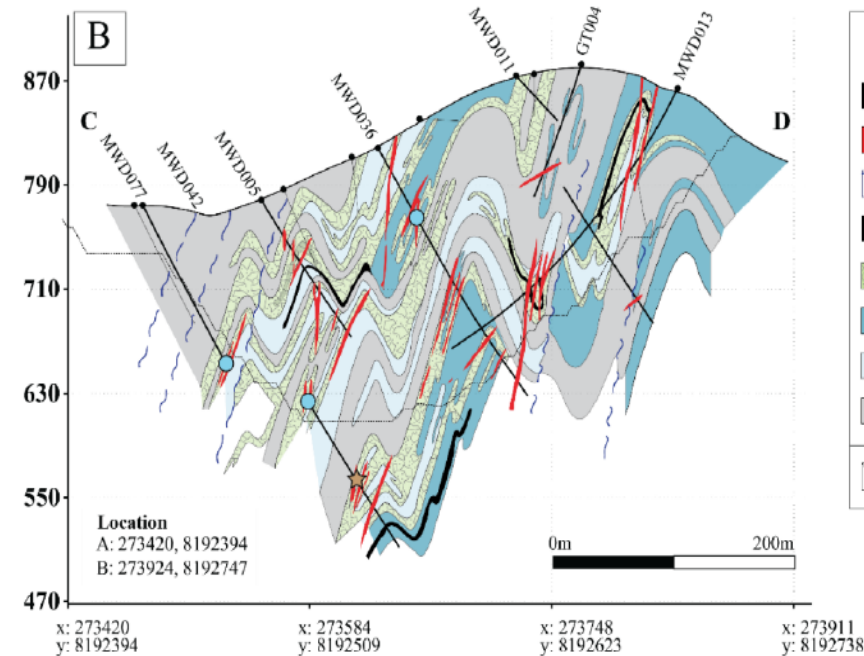 B
C
D
MWD077
MWD042
MWD005
MWD036
MWD011
GT004
MWD013
870
790
710
630
550
470
Location
A: 273420, 8192394
B: 273924, 8192747
0m 200m
x: 273420 x: 273584 x: 273748 x: 273911
y: 8192394 y: 8192509 y: 8192623 y: 8192738